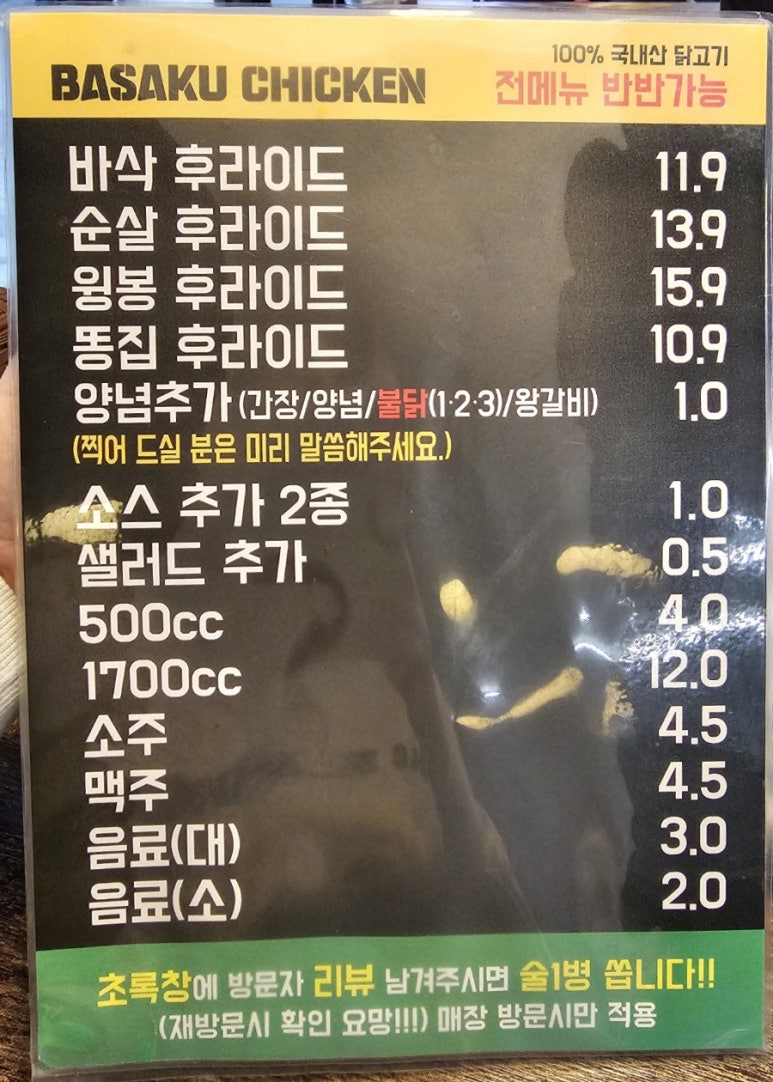 BASAKU CHICKEN
100% 국내산 닭고기
전메뉴 반반가능
바삭 후라이드 11.9
순살 후라이드 13.9
윙봉 후라이드 15.9
똥집 후라이드 10.9
양념추가(간장/양념/불닭(1·2·3)/왕갈비) 1.0
(찍어 드실 분은 미리 말씀해주세요.)
소스 추가 2종 1.0
샐러드 추가 0.5
500cc 4.0
1700cc 12.0
소주 4.5
맥주 4.5
음료(대) 3.0
음료(소) 2.0
초록창에 방문자 리뷰 남겨주시면 술1병 쏩니다!!
(재방문시 확인 요망!!!) 매장 방문시만 적용